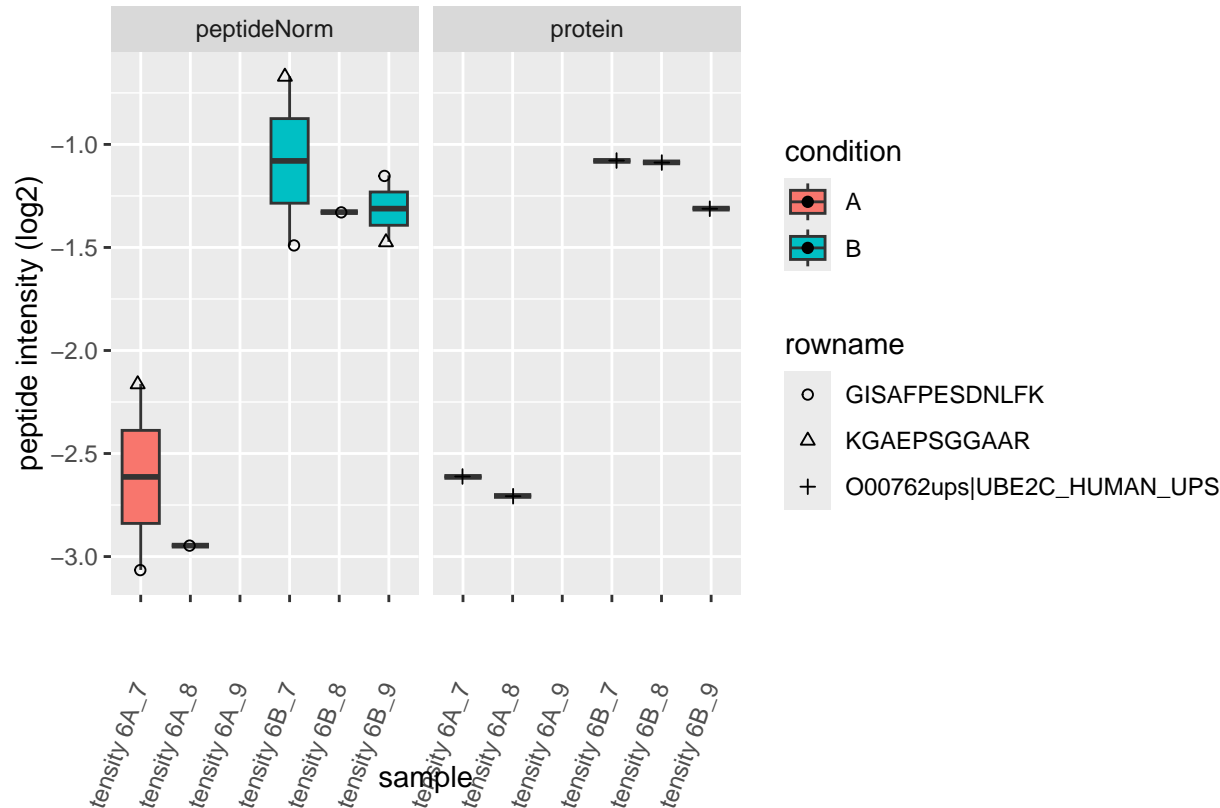 peptideNorm
protein
peptide intensity (log2)
−1.0
−1.5
−2.0
−2.5
−3.0
tensity 6A_7
tensity 6A_8
tensity 6A_9
tensity 6B_7
tensity 6B_8
tensity 6B_9
tensity 6A_7
tensity 6A_8
tensity 6A_9
tensity 6B_7
tensity 6B_8
tensity 6B_9
sample
condition
A
B
rowname
GISAFPESDNLFK
KGAEPSGGAAR
O00762ups|UBE2C_HUMAN_UPS